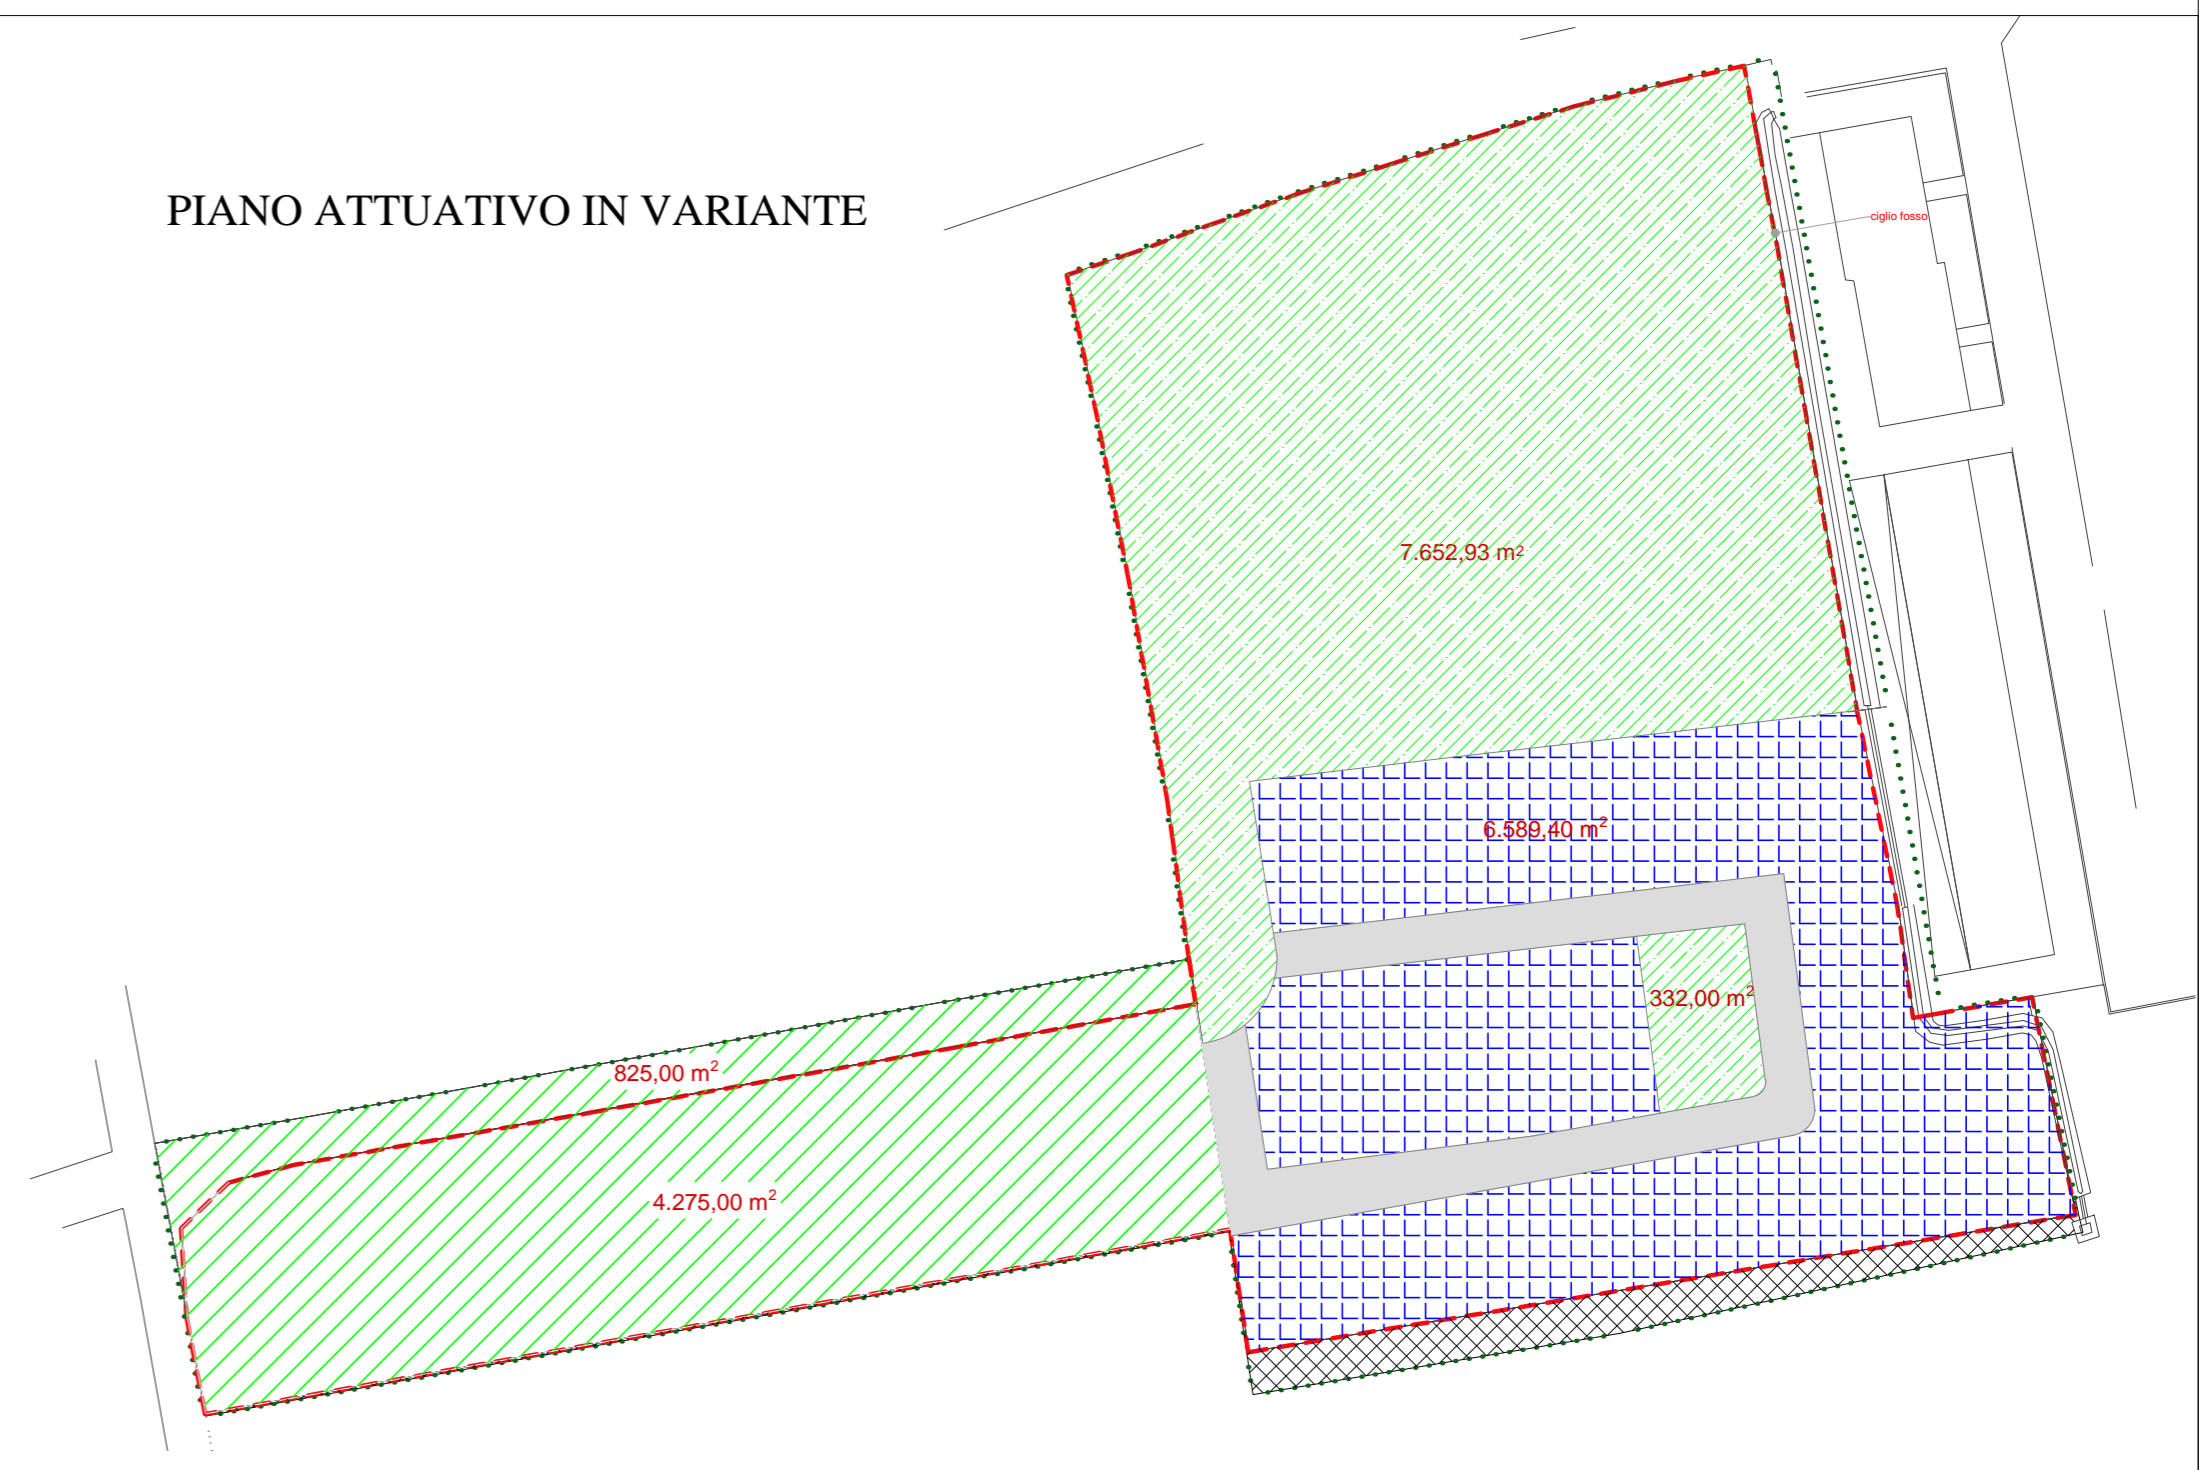 PIANO ATTUATIVO IN VARIANTE
ciglio fosso
7.652,93 m²
6.589,40 m²
332,00 m²
825,00 m²
4.275,00 m²